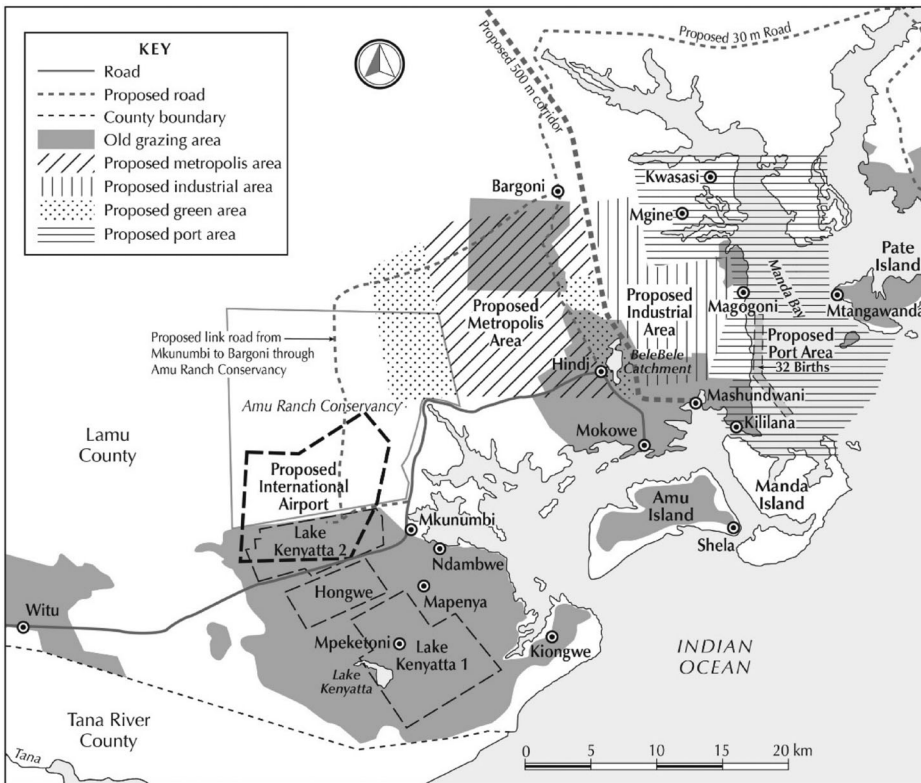 KEY
Road
Proposed road
County boundary
Old grazing area
Proposed metropolis area
Proposed industrial area
Proposed green area
Proposed port area
Proposed 500 m corridor
Proposed 30 m Road
Bargoni
Kwasasi
Mgine
Pate
Island
Manda Bay
Magogoni
Mtangawanda
Proposed
Metropolis
Area
Proposed
Industrial
Area
Proposed
Port Area
32 Births
Proposed link road from
Mkunumbi to Bargoni through
Amu Ranch Conservancy
Hindi
BeleBele
Catchment
Mashundwani
Kililana
Amu Ranch Conservancy
Mokowe
Lamu
County
Proposed
International
Airport
Manda
Island
Amu
Island
Shela
Lake
Kenyatta 2
Mkunumbi
Ndambwe
Hongwe
Mapenya
Witu
Mpeketoni
Lake
Kenyatta 1
Kiongwe
Lake
Kenyatta
INDIAN
OCEAN
Tana River
County
Tana
0 5 10 15 20 km